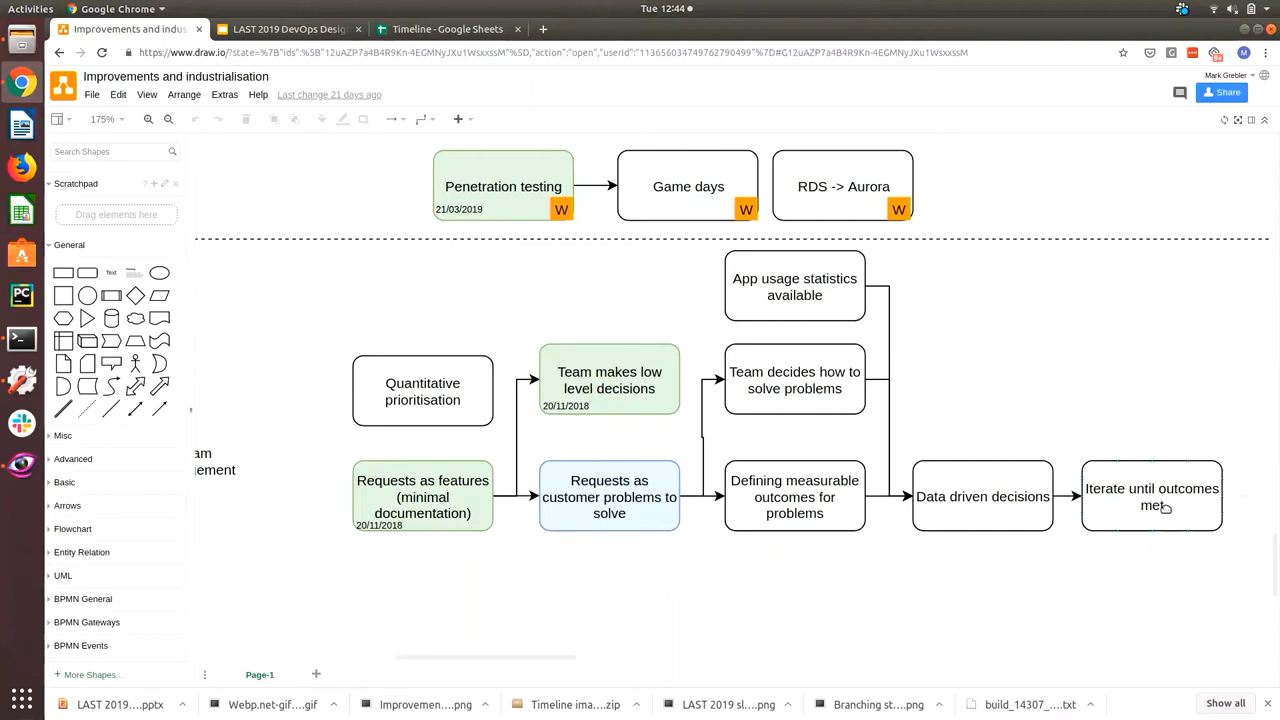 Activities
Google Chrome
Tue 12:44
Improvements and indus
LAST 2019 DevOps Desig
Timeline - Google Sheets
https://www.draw.io/?state=%7B"ids":%5B"12uAZP7a4B4R9Kn-4EGMNyJXu1WsxxsM"%5D,"action":"open","userId":"113656034749762790499"%7D#G12uAZP7a4B4R9Kn-4EGMNyJXu1WsxxsM
Improvements and industrialisation
Mark Grebler
File Edit View Arrange Extras Help Last change 21 days ago
Share
175%
Search Shapes
Scratchpad
Drag elements here
General
Text
Misc
Advanced
Basic
Arrows
Flowchart
Entity Relation
UML
BPMN General
BPMN Gateways
BPMN Events
More Shapes...
Penetration testing
21/03/2019
W
Game days
W
RDS -> Aurora
W
App usage statistics
available
Quantitative
prioritisation
Team makes low
level decisions
20/11/2018
Team decides how to
solve problems
am
gement
Requests as features
(minimal
documentation)
20/11/2018
Requests as
customer problems to
solve
Defining measurable
outcomes for
problems
Data driven decisions
Iterate until outcomes
met
Page-1
LAST 2019....pptx
Webp.net-gif....gif
Improvemen....png
Timeline ima....zip
LAST 2019 sl....png
Branching st....png
build_14307_....txt
Show all